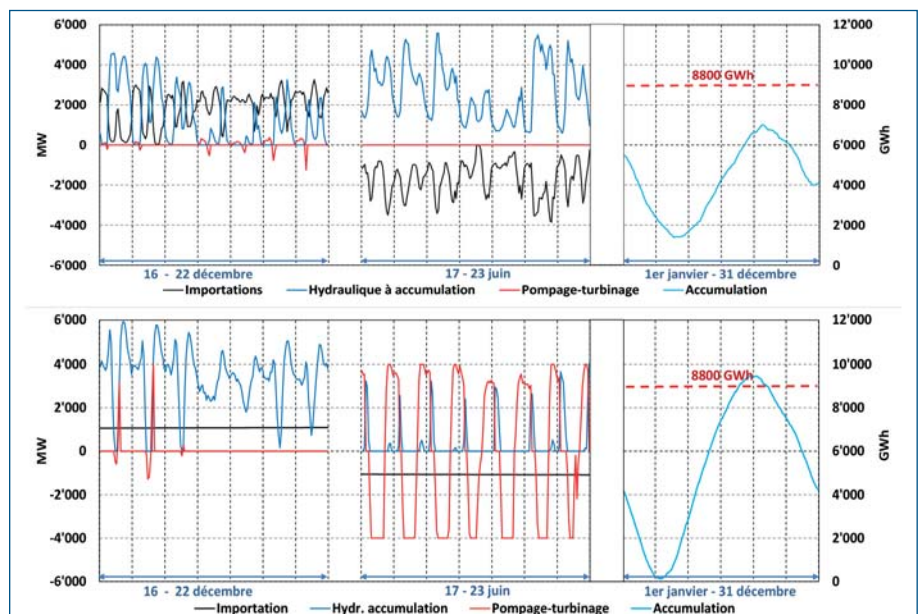 6'000
4'000
2'000
0
-2'000
-4'000
-6'000
MW
8800 GWh
12'000
10'000
8'000
6'000
4'000
2'000
0
GWh
16 - 22 décembre
17 - 23 juin
1er janvier - 31 décembre
Importations Hydraulique à accumulation Pompage-turbinage Accumulation
6'000
4'000
2'000
0
-2'000
-4'000
-6'000
MW
8800 GWh
12'000
10'000
8'000
6'000
4'000
2'000
0
GWh
16 - 22 décembre
17 - 23 juin
1er janvier - 31 décembre
Importation Hydr. accumulation Pompage-turbinage Accumulation